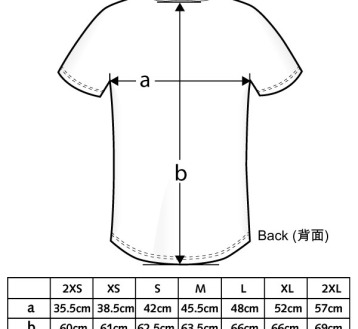 a
b
Back (背面)
2XS XS S M L XL 2XL
a 35.5cm 38.5cm 42cm 45.5cm 48cm 52cm 57cm
b 60cm 61cm 62.5cm 63.5cm 66cm 66cm 69cm